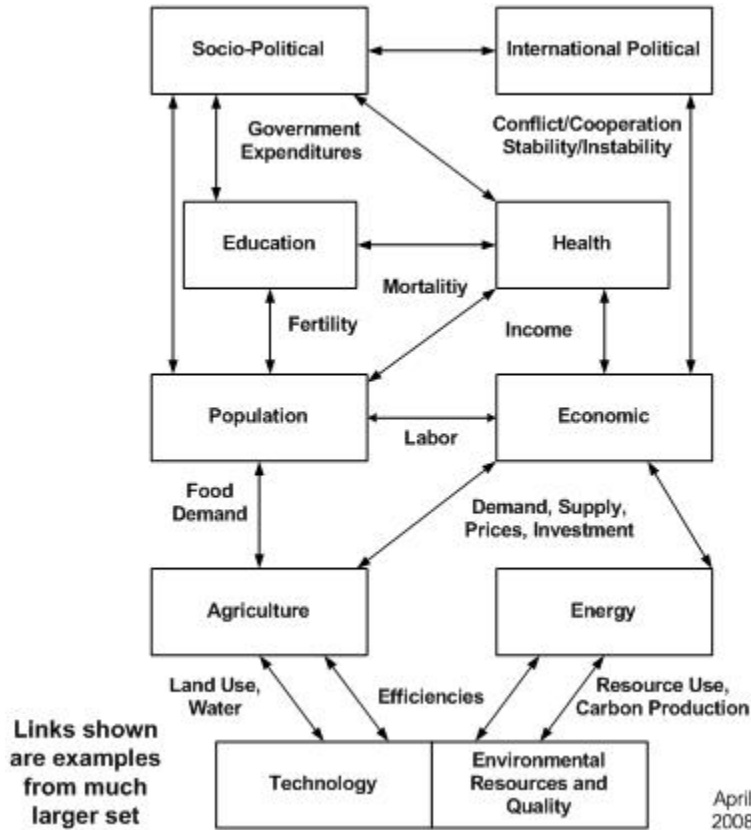 Socio-Political
International Political
Government
Expenditures
Conflict/Cooperation
Stability/Instability
Education
Health
Mortalitiy
Fertility
Income
Population
Economic
Labor
Food
Demand
Demand, Supply,
Prices, Investment
Agriculture
Energy
Land Use,
Water
Efficiencies
Resource Use,
Carbon Production
Links shown
are examples
from much
larger set
Technology
Environmental
Resources and
Quality
April
2008